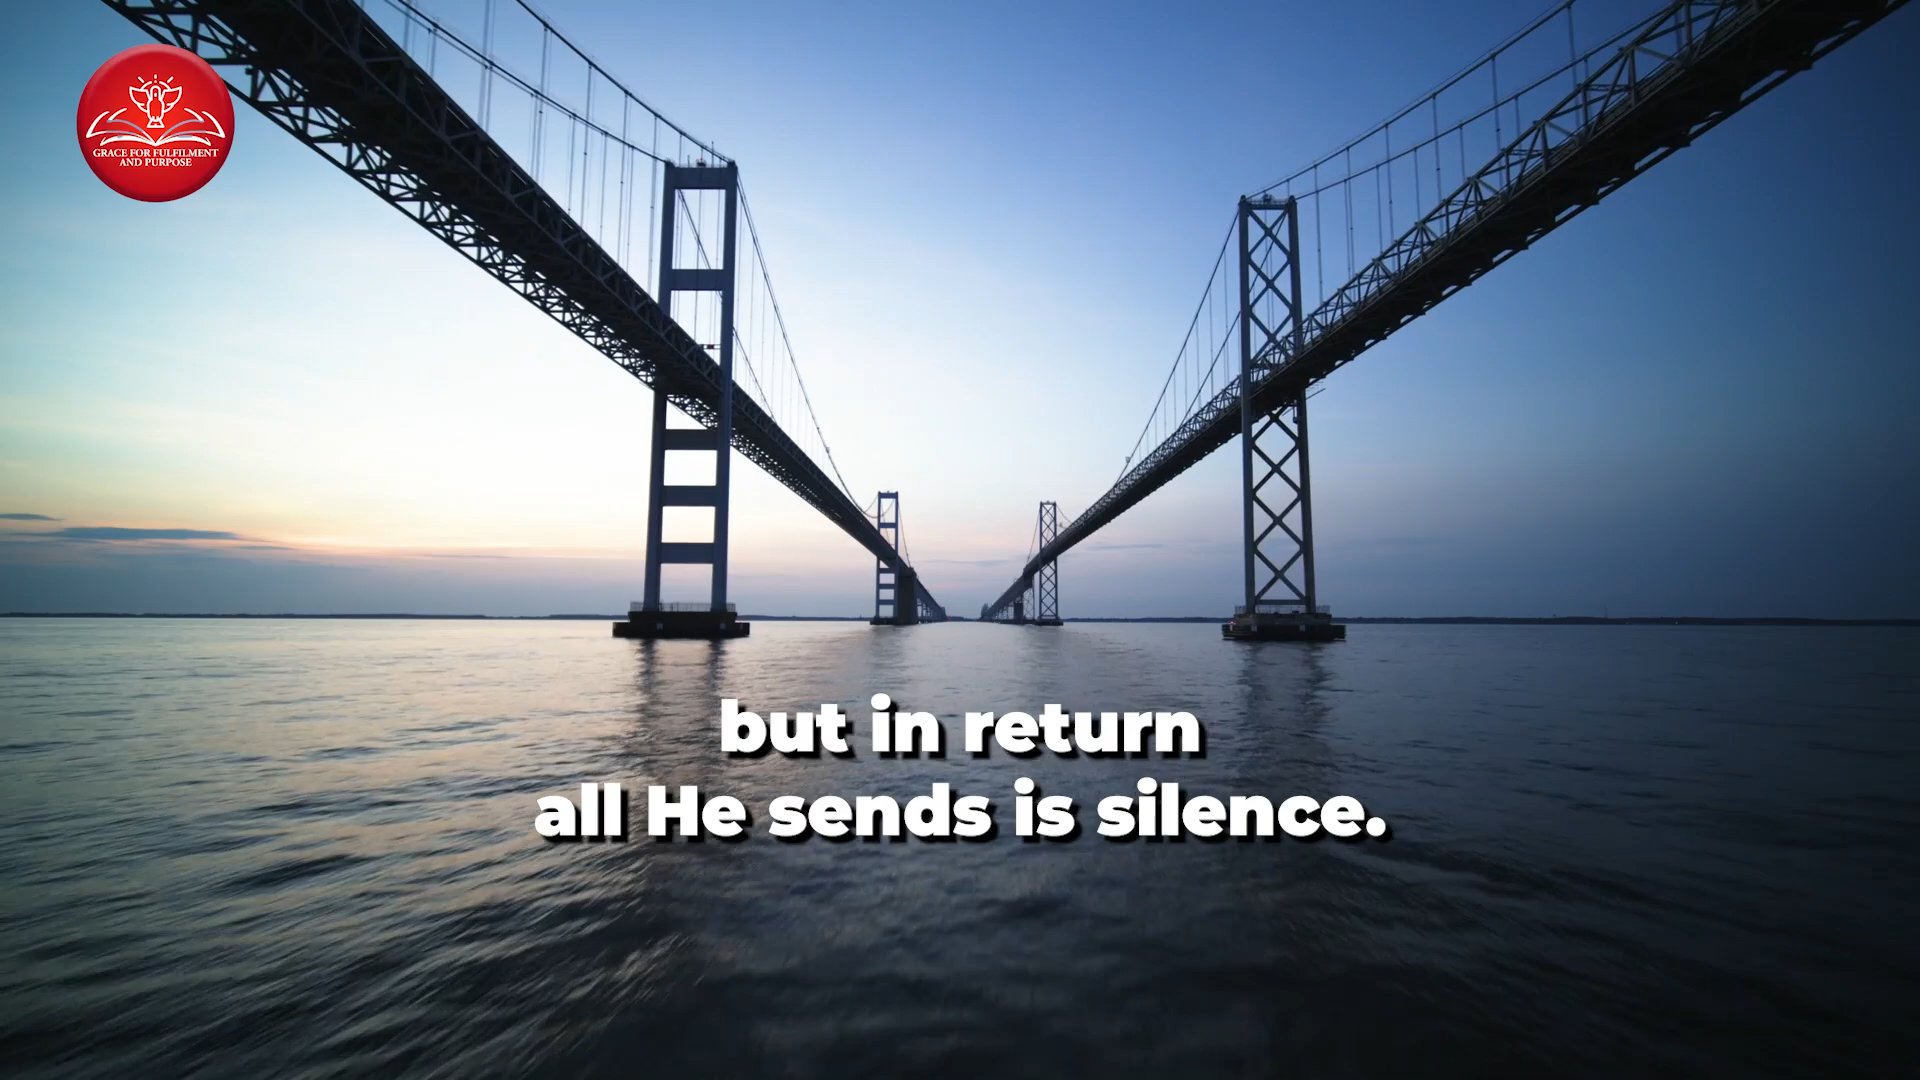 GRACE FOR FULFILMENT
AND PURPOSE
but in return
all He sends is silence.